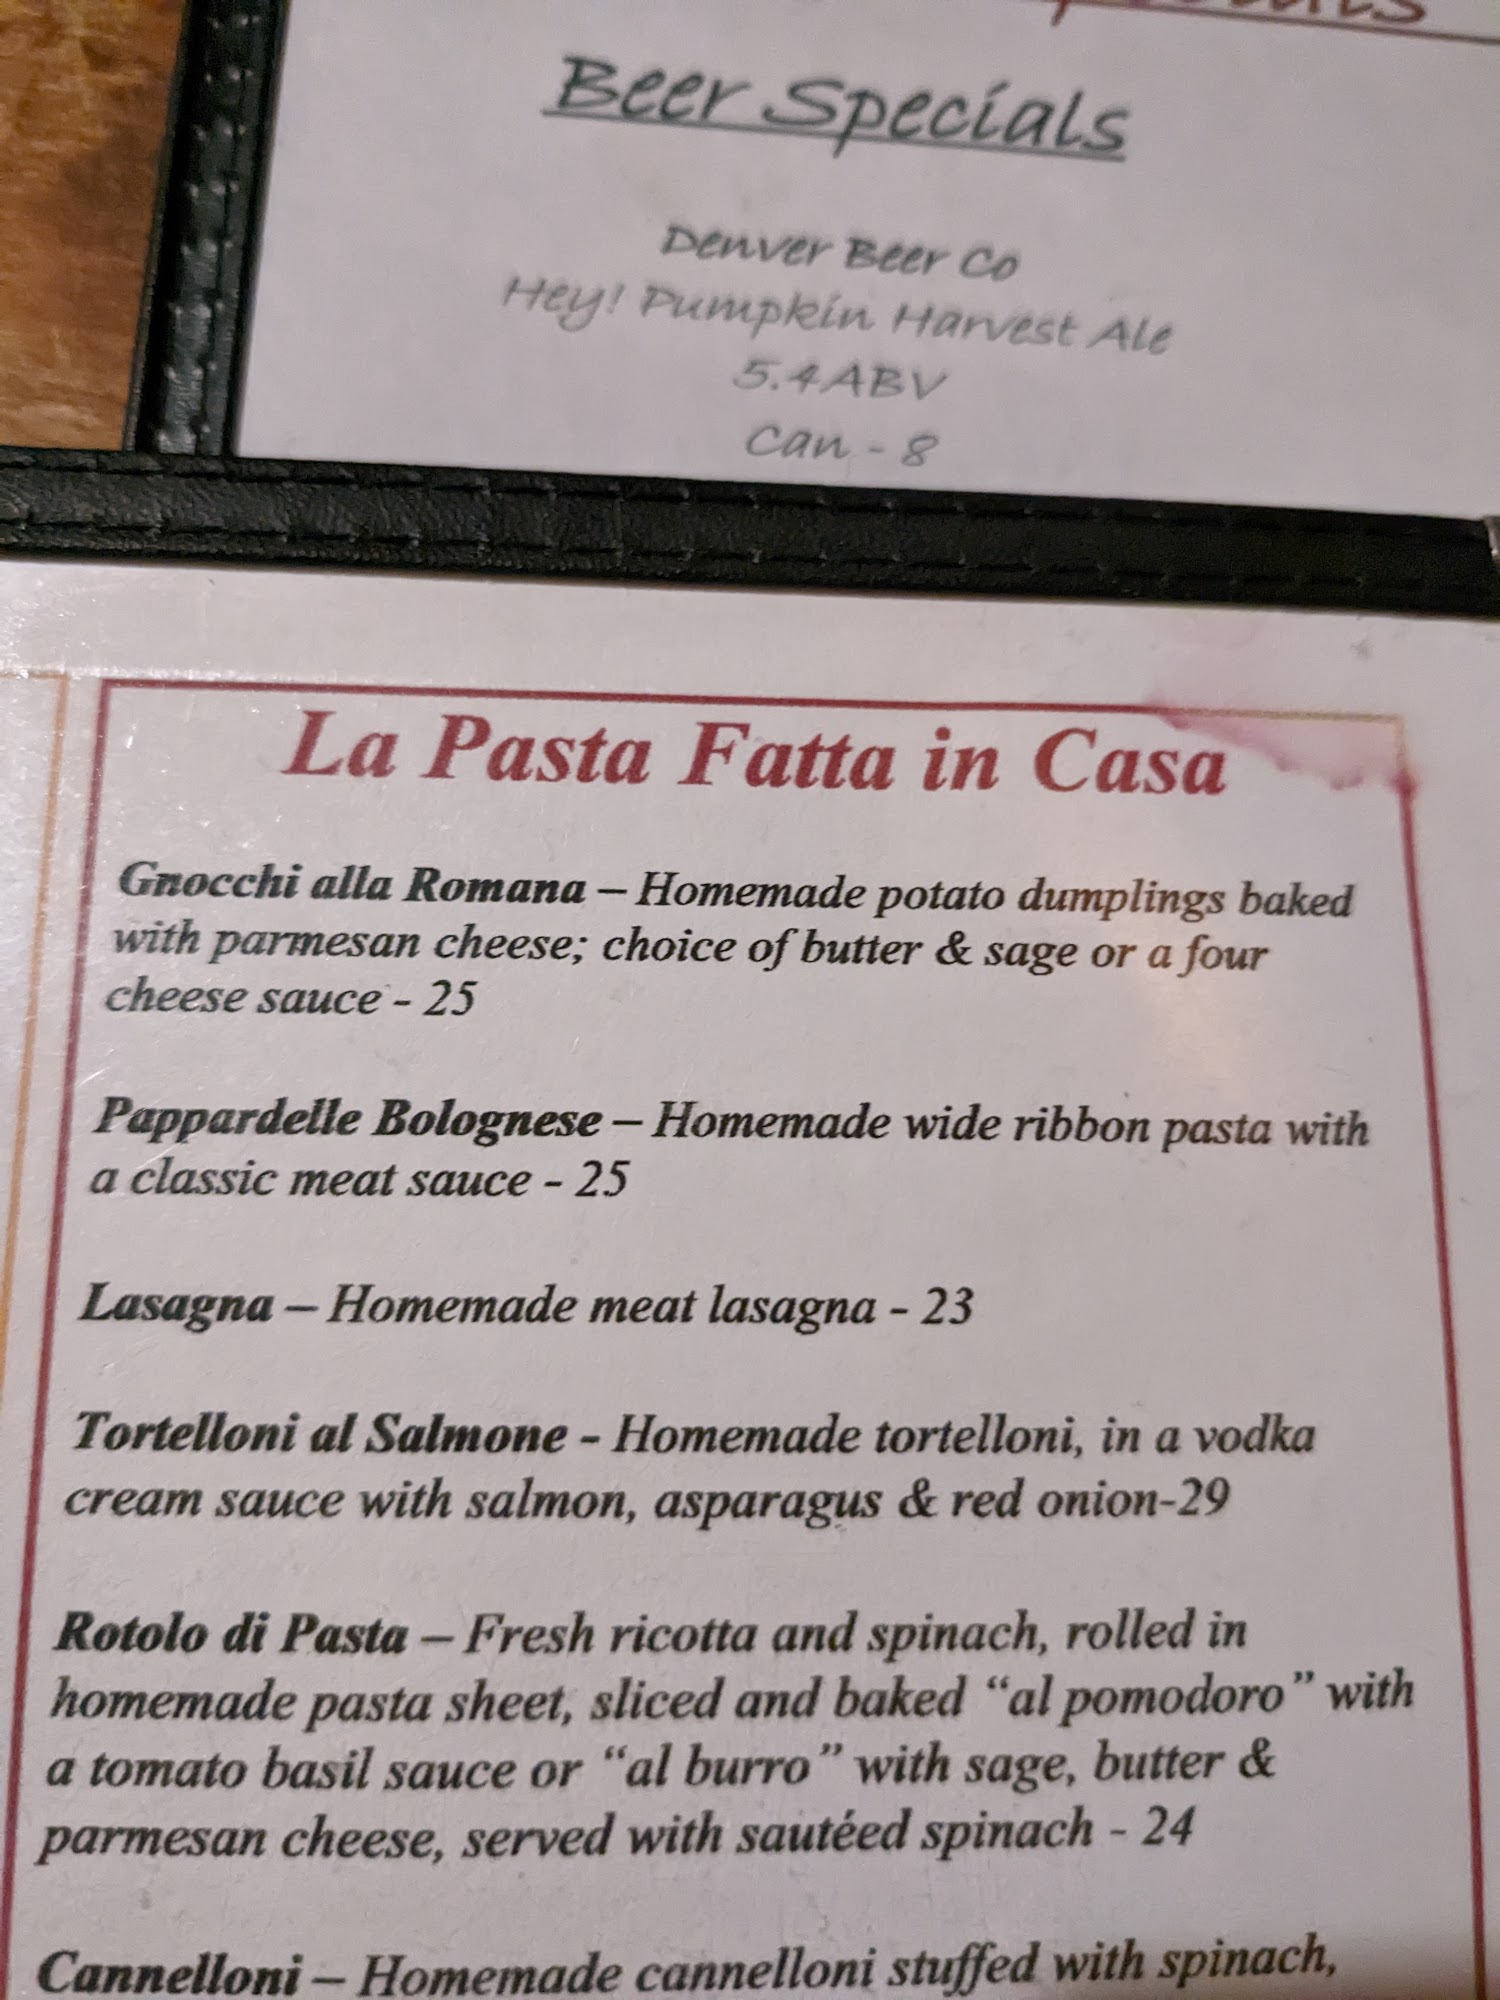 Beer Specials
Denver Beer Co
Hey! Pumpkin Harvest Ale
5.4ABV
Can - 8
La Pasta Fatta in Casa
Gnocchi alla Romana – Homemade potato dumplings baked
with parmesan cheese; choice of butter & sage or a four
cheese sauce - 25
Pappardelle Bolognese – Homemade wide ribbon pasta with
a classic meat sauce - 25
Lasagna – Homemade meat lasagna - 23
Tortelloni al Salmone - Homemade tortelloni, in a vodka
cream sauce with salmon, asparagus & red onion-29
Rotolo di Pasta – Fresh ricotta and spinach, rolled in
homemade pasta sheet, sliced and baked “al pomodoro” with
a tomato basil sauce or “al burro” with sage, butter &
parmesan cheese, served with sautéed spinach - 24
Cannelloni – Homemade cannelloni stuffed with spinach,